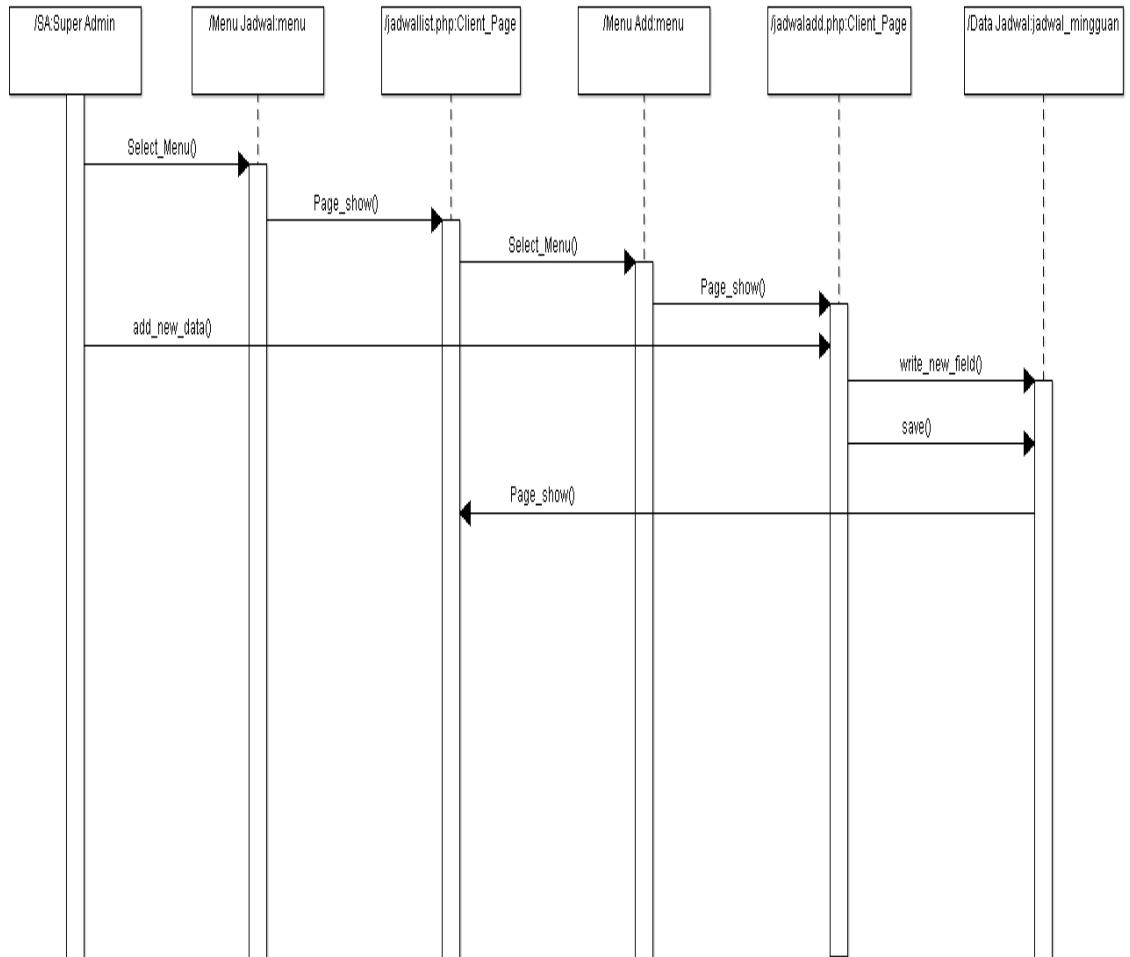 /SA:Super Admin
/Menu Jadwal:menu
/jadwallist.php:Client_Page
/Menu Add:menu
/jadwaladd.php:Client_Page
/Data Jadwal:jadwal_mingguan
Select_Menu()
Page_show()
Select_Menu()
Page_show()
add_new_data()
write_new_field()
save()
Page_show()